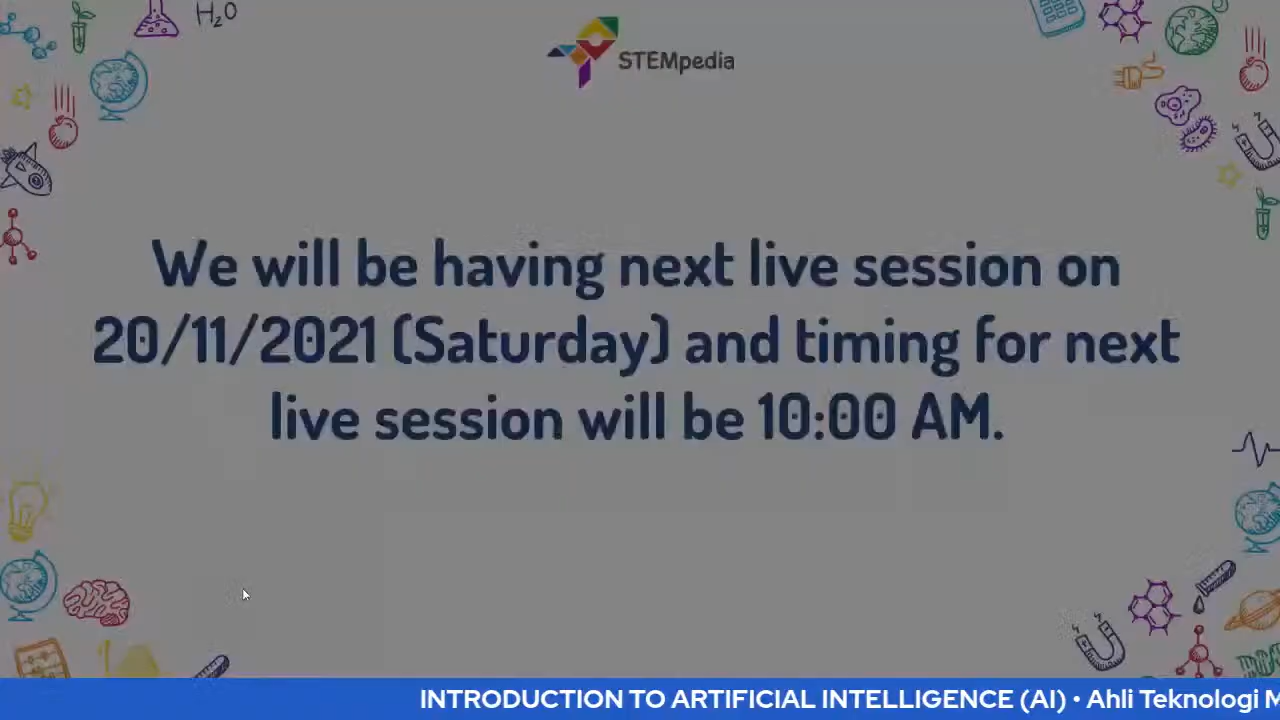 H₂O
STEMpedia
We will be having next live session on
20/11/2021 (Saturday) and timing for next
live session will be 10:00 AM.
INTRODUCTION TO ARTIFICIAL INTELLIGENCE (AI) • Ahli Teknologi